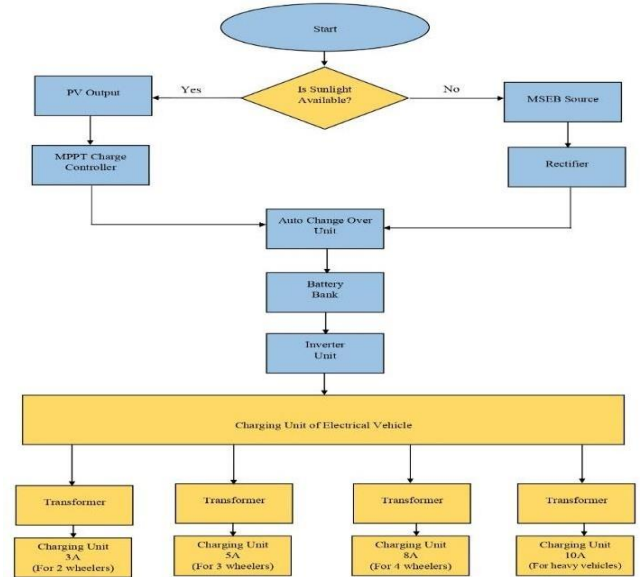 Start
Is Sunlight
Available?
Yes
No
PV Output
MSEB Source
MPPT Charge
Controller
Rectifier
Auto Change Over
Unit
Battery
Bank
Inverter
Unit
Charging Unit of Electrical Vehicle
Transformer
Transformer
Transformer
Transformer
Charging Unit
3A
(For 2 wheelers)
Charging Unit
5A
(For 3 wheelers)
Charging Unit
8A
(For 4 wheelers)
Charging Unit
10A
(For heavy vehicles)